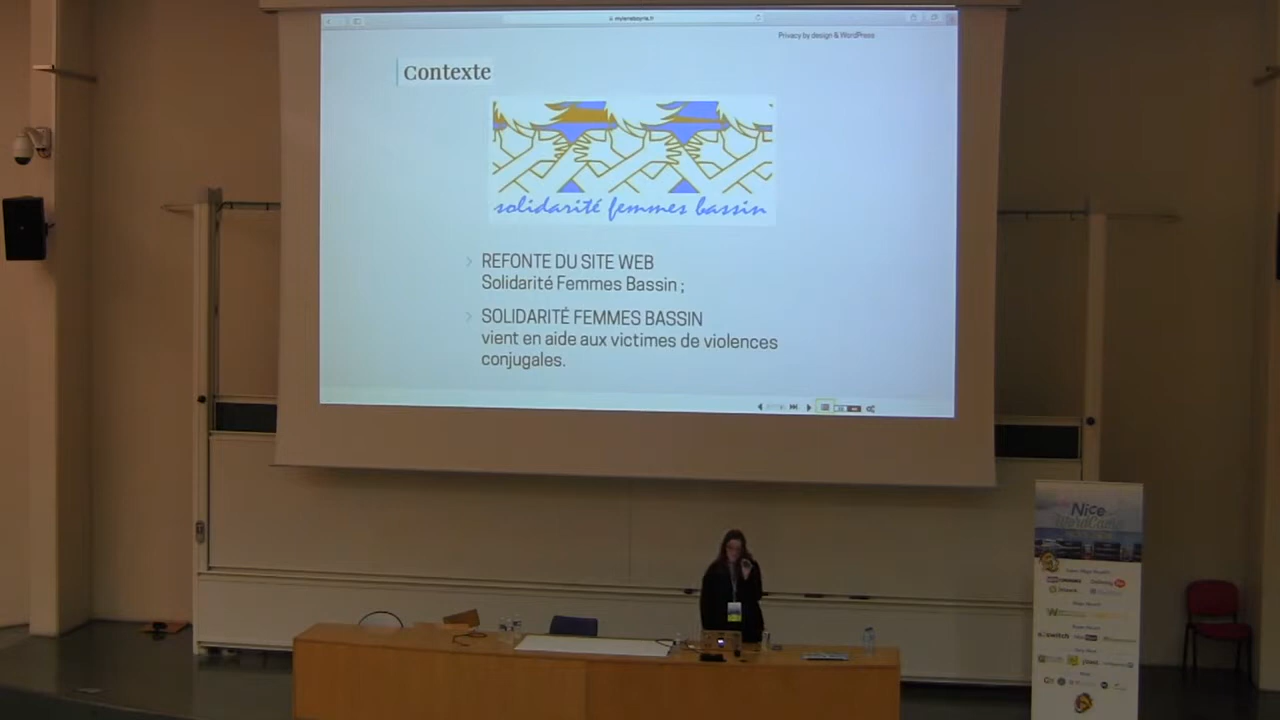 Privacy by design & WordPress
Contexte
solidarité femmes bassin
REFONTE DU SITE WEB
Solidarité Femmes Bassin ;
SOLIDARITÉ FEMMES BASSIN
vient en aide aux victimes de violences
conjugales.
Nice
WordCamp